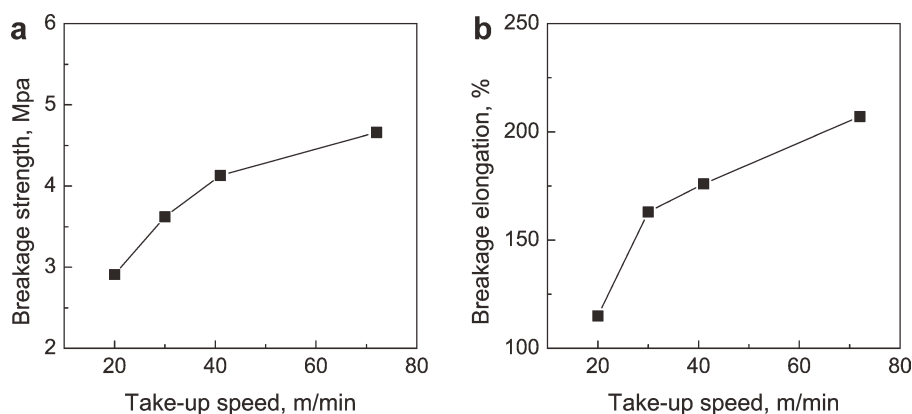 a
6
5
4
3
2
Breakage strength, Mpa
20
40
60
80
Take-up speed, m/min
b
250
200
150
100
Breakage elongation, %
20
40
60
80
Take-up speed, m/min